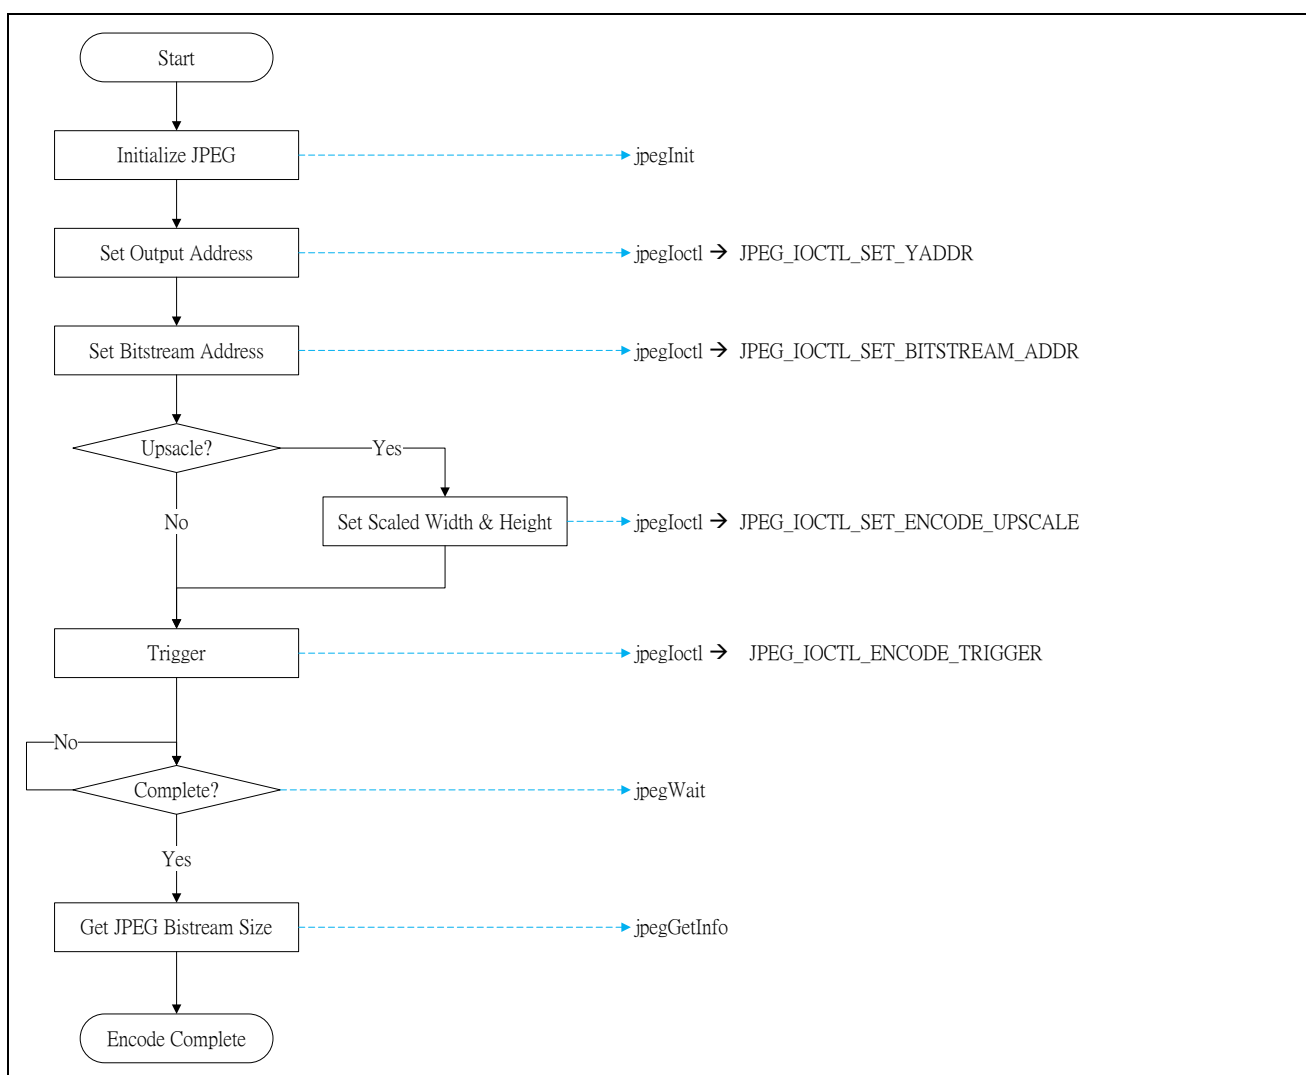 Start
Initialize JPEG
jpegInit
Set Output Address
jpegIoctl → JPEG_IOCTL_SET_YADDR
Set Bitstream Address
jpegIoctl → JPEG_IOCTL_SET_BITSTREAM_ADDR
Upsacle?
Yes
No
Set Scaled Width & Height
jpegIoctl → JPEG_IOCTL_SET_ENCODE_UPSCALE
Trigger
jpegIoctl → JPEG_IOCTL_ENCODE_TRIGGER
No
Complete?
jpegWait
Yes
Get JPEG Bistream Size
jpegGetInfo
Encode Complete